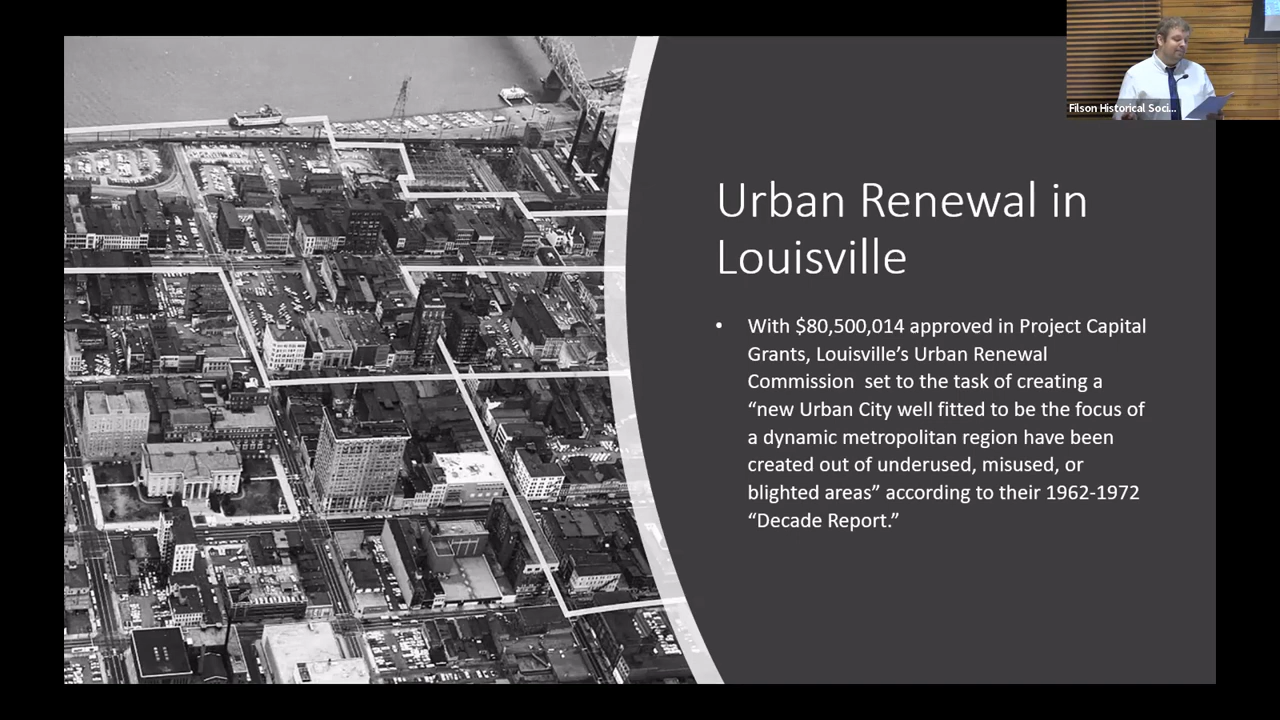 Filson Historical Soci...
Urban Renewal in
Louisville
• With $80,500,014 approved in Project Capital
Grants, Louisville’s Urban Renewal
Commission  set to the task of creating a
“new Urban City well fitted to be the focus of
a dynamic metropolitan region have been
created out of underused, misused, or
blighted areas” according to their 1962-1972
“Decade Report.”